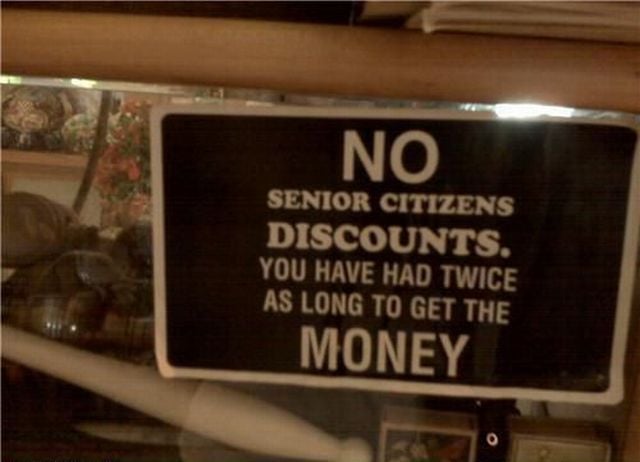 NO
SENIOR CITIZENS
DISCOUNTS.
YOU HAVE HAD TWICE
AS LONG TO GET THE
MONEY